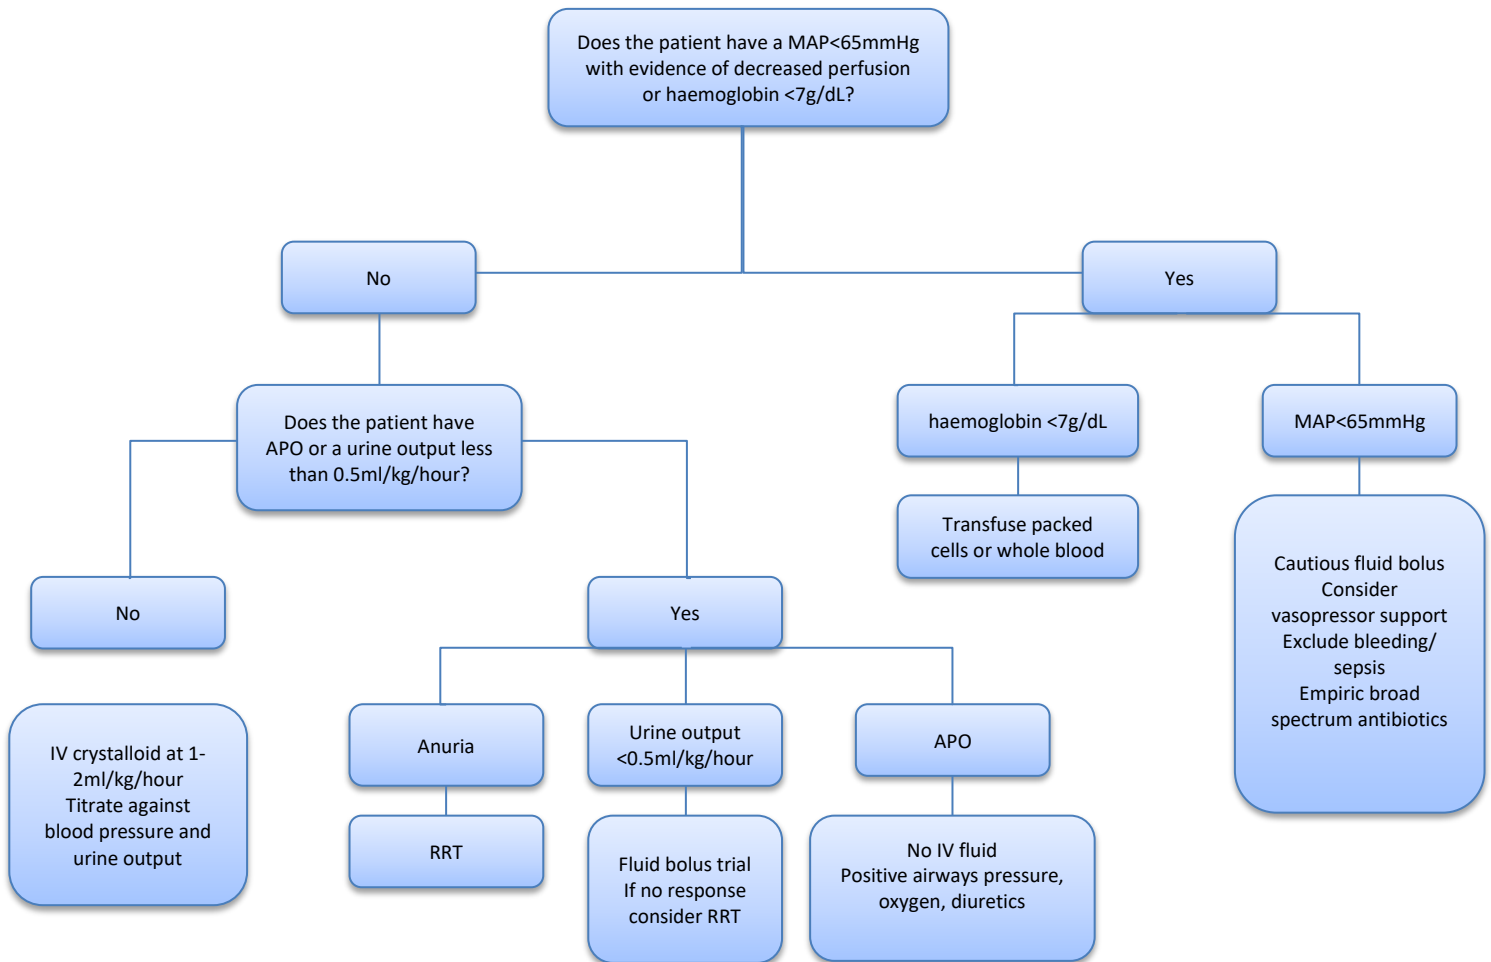 Does the patient have a MAP<65mmHg
with evidence of decreased perfusion
or haemoglobin <7g/dL?
No
Yes
Does the patient have
APO or a urine output less
than 0.5ml/kg/hour?
haemoglobin <7g/dL
MAP<65mmHg
Transfuse packed
cells or whole blood
Cautious fluid bolus
Consider
vasopressor support
Exclude bleeding/
sepsis
Empiric broad
spectrum antibiotics
No
Yes
IV crystalloid at 1-
2ml/kg/hour
Titrate against
blood pressure and
urine output
Anuria
Urine output
<0.5ml/kg/hour
APO
RRT
Fluid bolus trial
If no response
consider RRT
No IV fluid
Positive airways pressure,
oxygen, diuretics